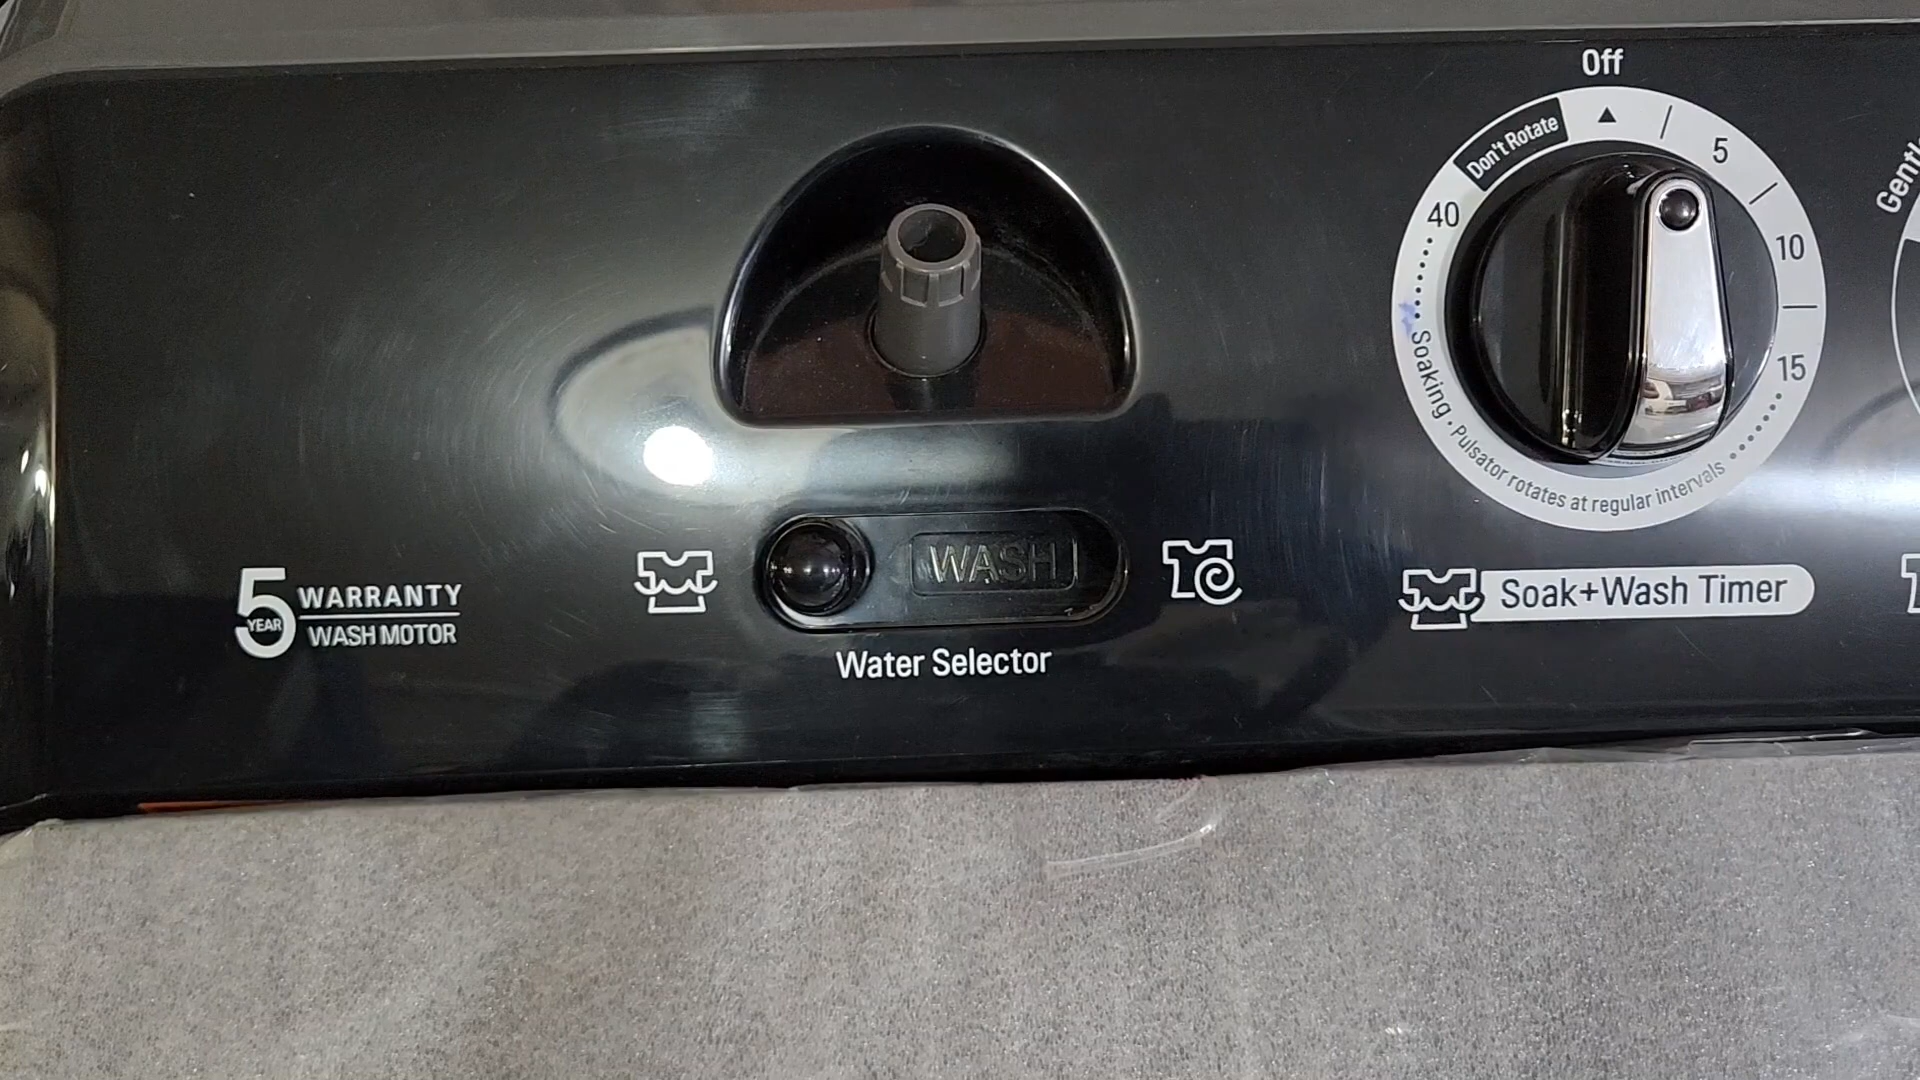 Off
Don't Rotate
5
10
15
40
Soaking • Pulsator rotates at regular intervals
Soak+Wash Timer
WASH
Water Selector
5 YEAR
WARRANTY
WASH MOTOR